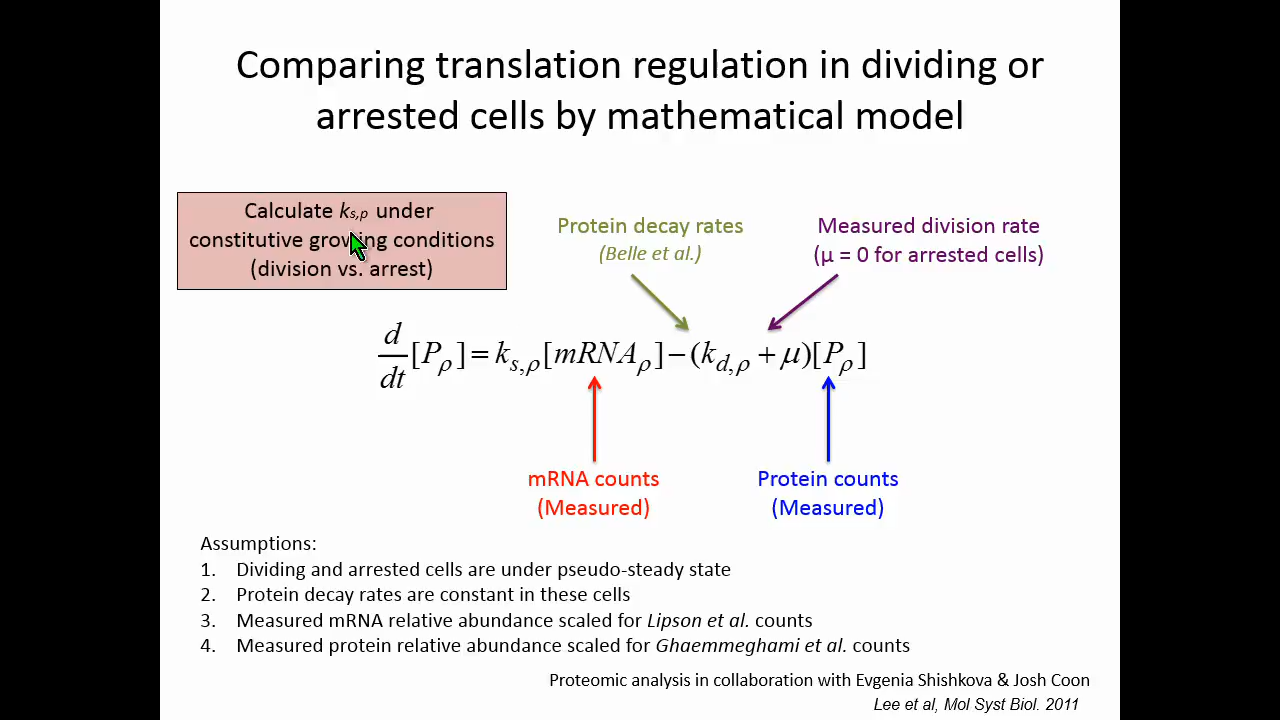 Comparing translation regulation in dividing or
arrested cells by mathematical model
Calculate kₛ,ₚ under
constitutive growing conditions
(division vs. arrest)
Protein decay rates
(Belle et al.)
Measured division rate
(μ = 0 for arrested cells)
d/dt [Pρ] = ks,ρ[mRNAρ] − (kd,ρ + μ)[Pρ]
mRNA counts
(Measured)
Protein counts
(Measured)
Assumptions:
1. Dividing and arrested cells are under pseudo-steady state
2. Protein decay rates are constant in these cells
3. Measured mRNA relative abundance scaled for Lipson et al. counts
4. Measured protein relative abundance scaled for Ghaemmeghami et al. counts
Proteomic analysis in collaboration with Evgenia Shishkova & Josh Coon
Lee et al, Mol Syst Biol. 2011